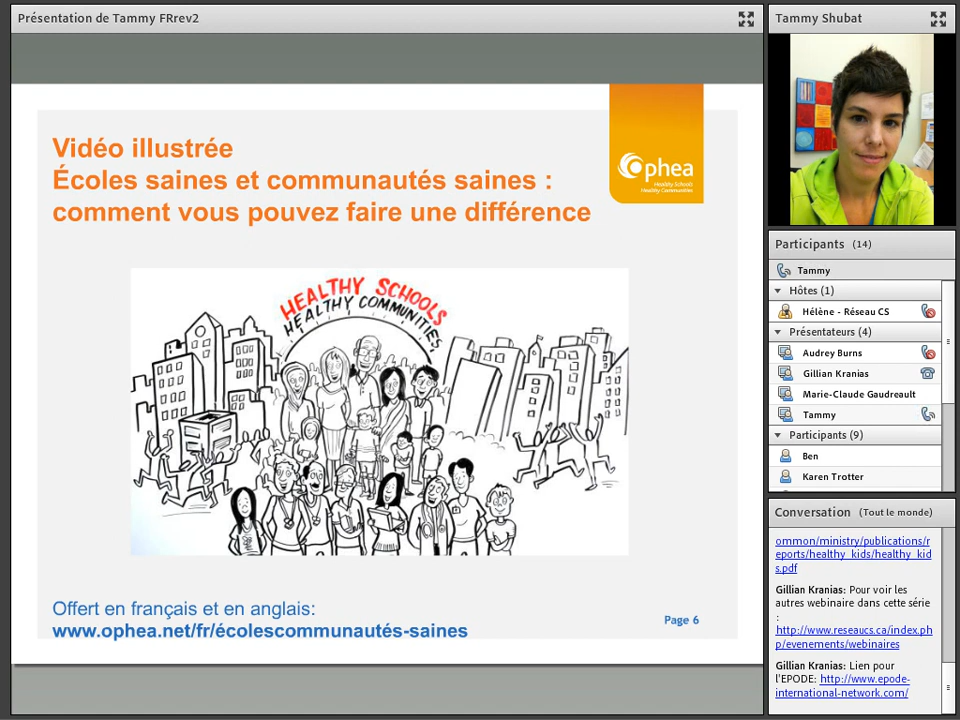 Présentation de Tammy FRrev2
Vidéo illustrée
Écoles saines et communautés saines :
comment vous pouvez faire une différence
Ophea
Healthy Schools
Healthy Communities
HEALTHY SCHOOLS
HEALTHY COMMUNITIES
Offert en français et en anglais:
www.ophea.net/fr/écolescommunautés-saines
Page 6
Tammy Shubat
Participants (14)
Tammy
Hôtes (1)
Hélène - Réseau CS
Présentateurs (4)
Audrey Burns
Gillian Kranias
Marie-Claude Gaudreault
Tammy
Participants (9)
Ben
Karen Trotter
Conversation (Tout le monde)
ommon/ministry/publications/r
eports/healthy_kids/healthy_kid
s.pdf
Gillian Kranias: Pour voir les
autres webinaire dans cette série
:
http://www.reseaucs.ca/index.ph
p/evenements/webinaires
Gillian Kranias: Lien pour
l'EPODE: http://www.epode-
international-network.com/